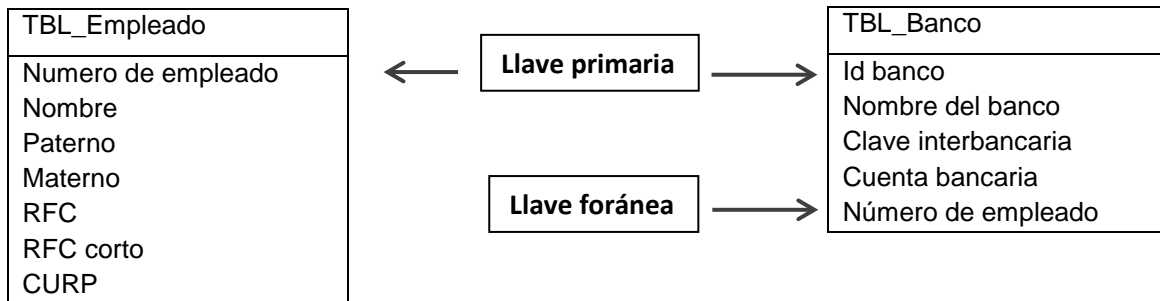 TBL_Empleado
Numero de empleado
Nombre
Paterno
Materno
RFC
RFC corto
CURP
Llave primaria
Llave foránea
TBL_Banco
Id banco
Nombre del banco
Clave interbancaria
Cuenta bancaria
Número de empleado